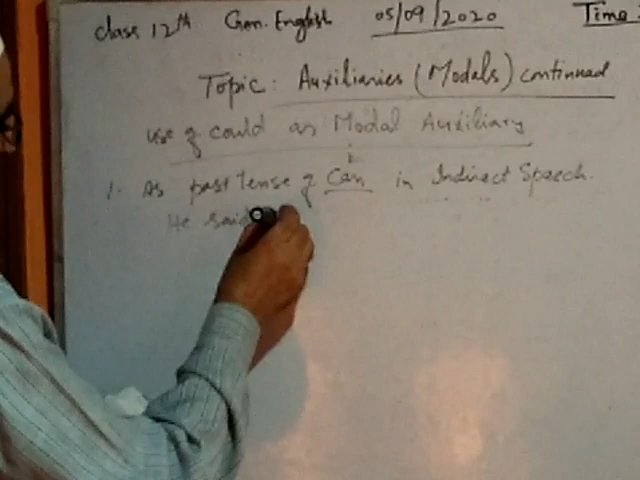 class 12th Gen. English 05/09/2020 Time:
Topic: Auxiliaries (Modals) continued
use of could as Modal Auxiliary
1. As past Tense of Can in Indirect Speech.
He said